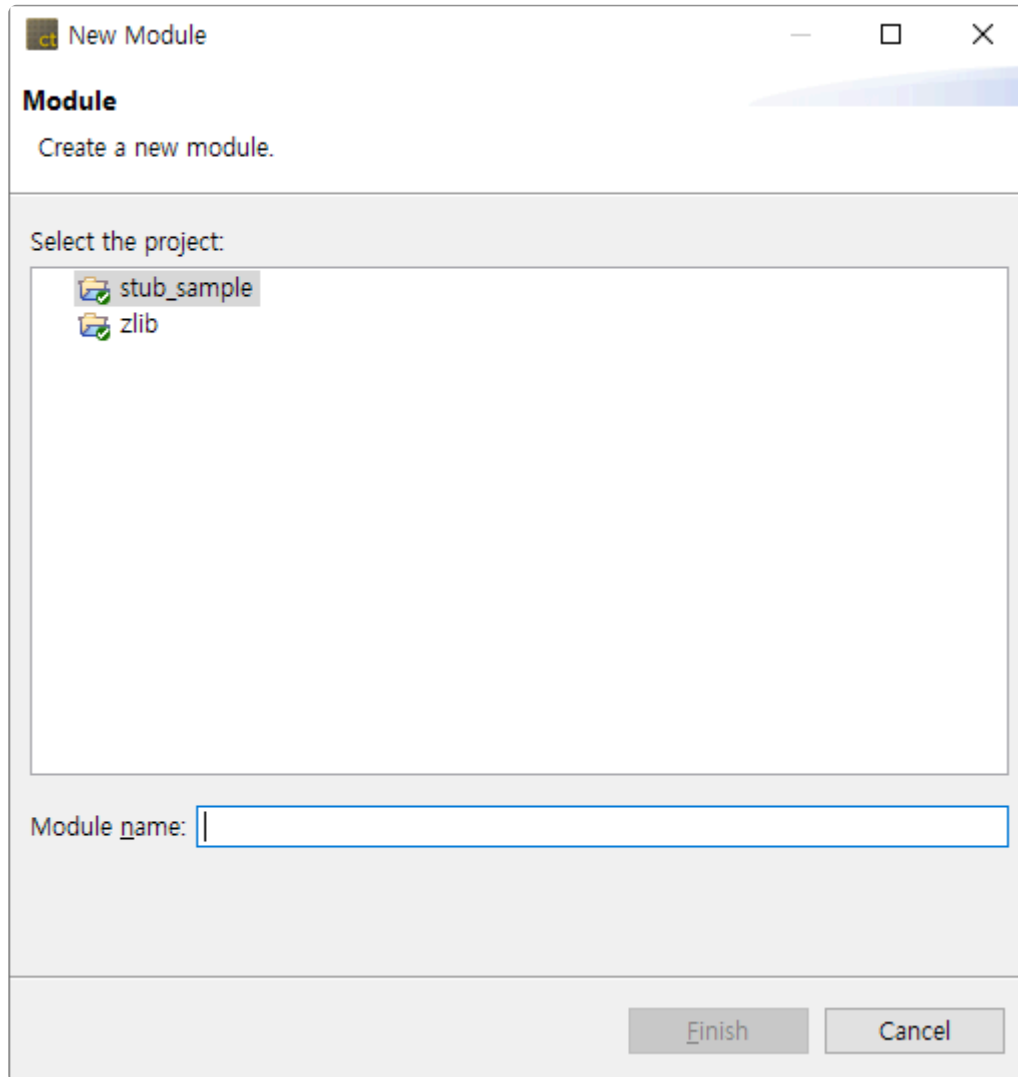 ct New Module
Module
Create a new module.
Select the project:
stub_sample
zlib
Module name:
Finish Cancel